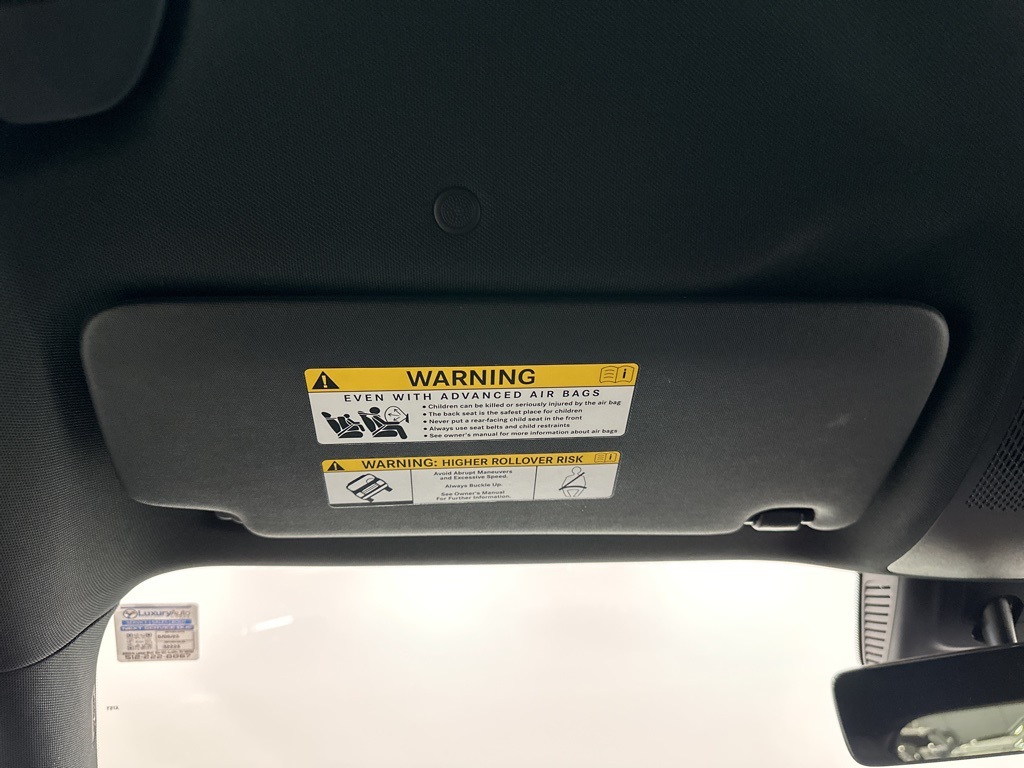 WARNING
EVEN WITH ADVANCED AIR BAGS
• Children can be killed or seriously injured by the air bag
• The back seat is the safest place for children
• Never put a rear-facing child seat in the front
• Always use seat belts and child restraints
• See owner's manual for more information about air bags
WARNING: HIGHER ROLLOVER RISK
Avoid Abrupt Maneuvers
and Excessive Speed.
Always Buckle Up.
See Owner's Manual
For Further Information.
LuxuryAuto